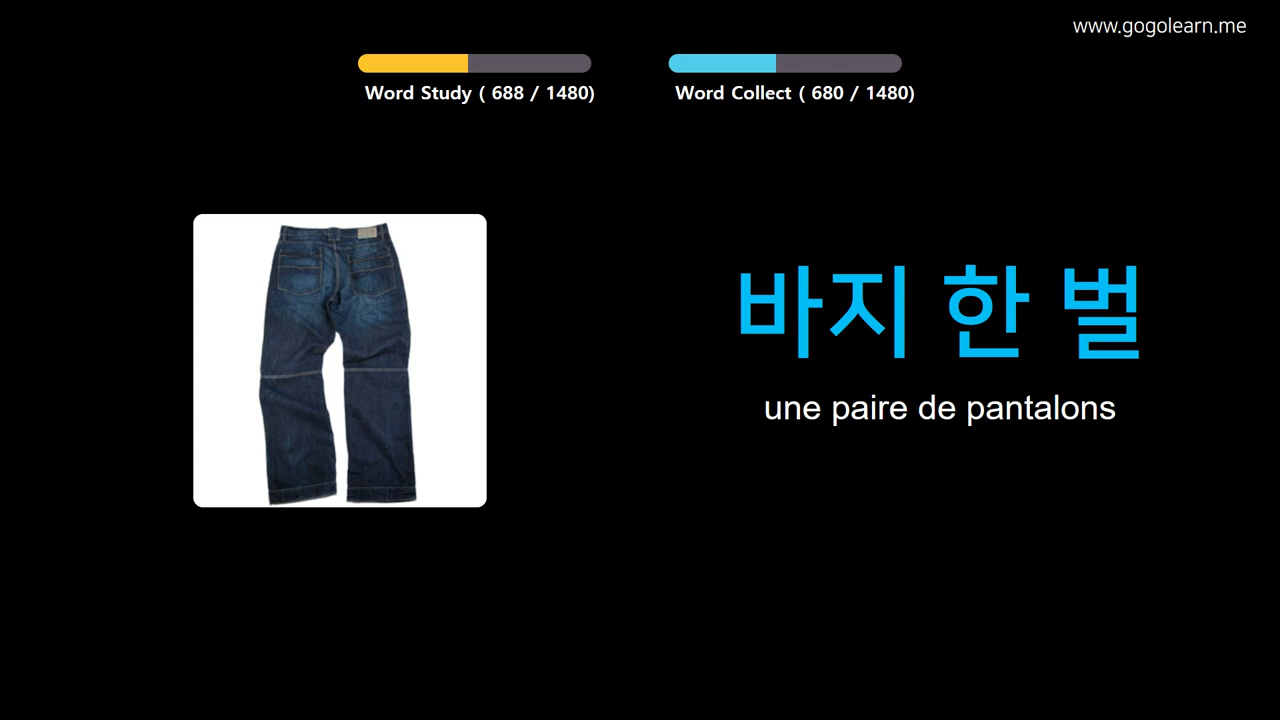 www.gogolearn.me
Word Study ( 688 / 1480)
Word Collect ( 680 / 1480)
바지 한 벌
une paire de pantalons